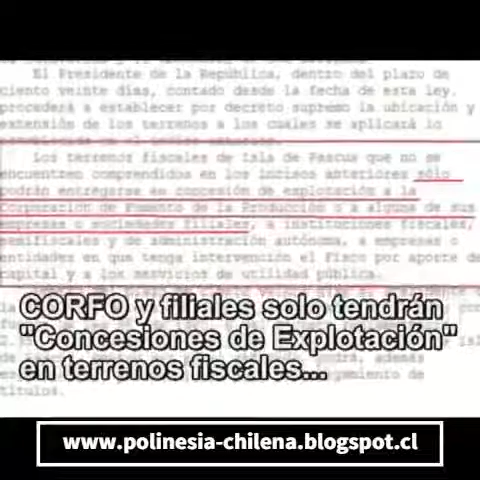 El Presidente de la República, dentro del plazo de
ciento veinte días, contado desde la fecha de esta ley,
procederá a establecer por decreto supremo la ubicación y
extensión de los terrenos a los cuales se aplicará lo
Los terrenos fiscales de Isla de Pascua que no se
encuentren comprendidos en los incisos anteriores sólo
podrán entregarse en concesión de explotación a la
Corporación de Fomento de la Producción o a alguna de sus
empresas o sociedades filiales, a instituciones fiscales,
semifiscales y de administración autónoma, a empresas o
entidades en que tenga intervención el Fisco por aporte de
capital y a los servicios de utilidad pública.
CORFO y filiales solo tendrán
"Concesiones de Explotación"
en terrenos fiscales...
títulos.
www.polinesia-chilena.blogspot.cl